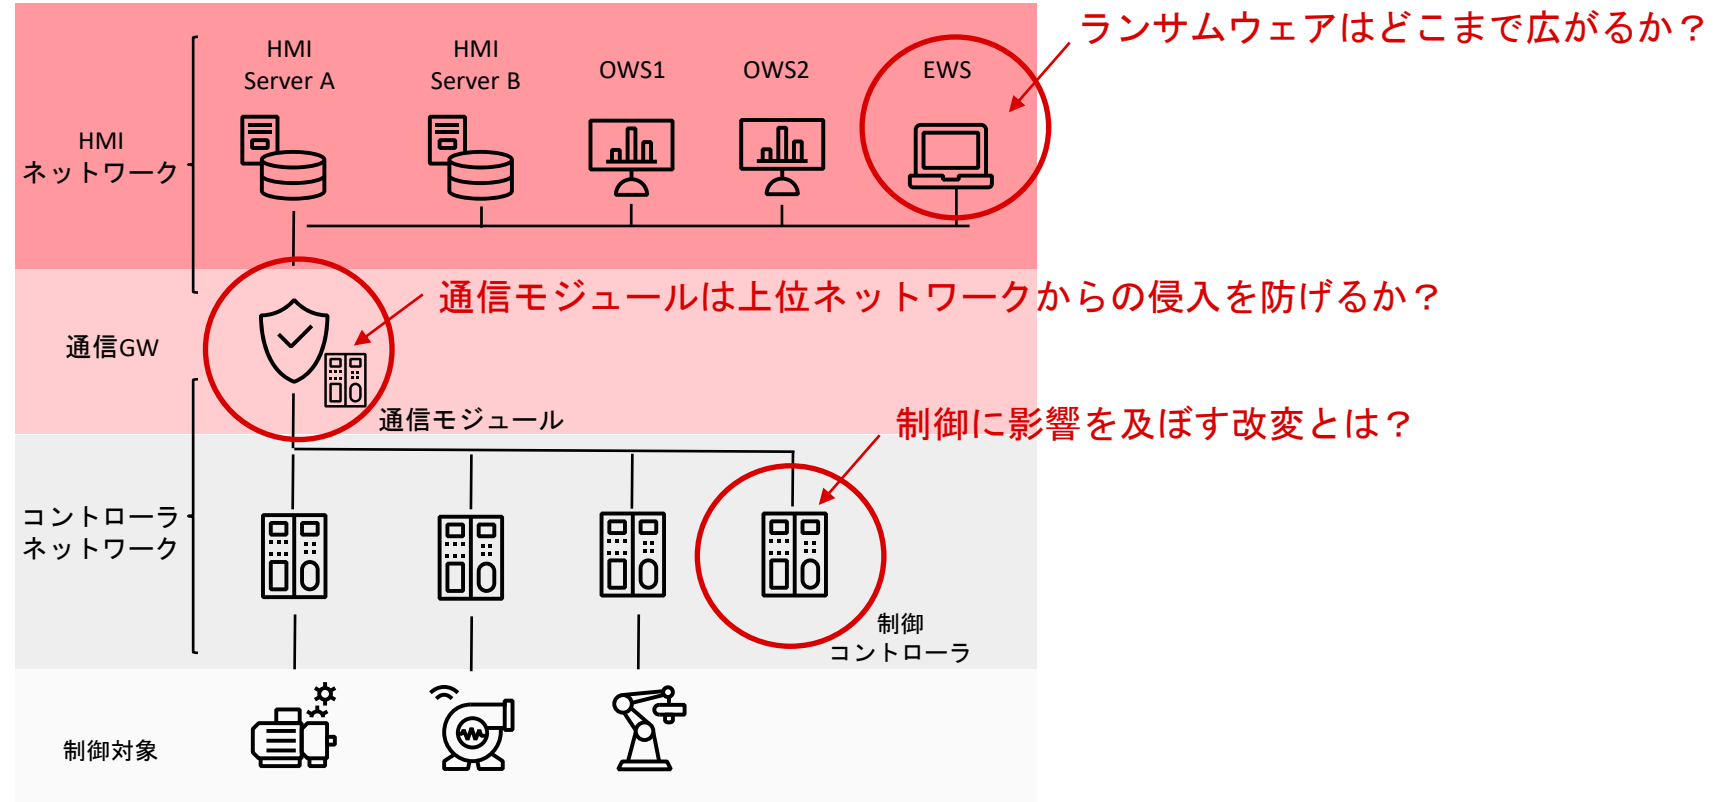 ランサムウェアはどこまで広がるか？
HMI
Server A
HMI
Server B
OWS1
OWS2
EWS
HMI
ネットワーク
通信モジュールは上位ネットワークからの侵入を防げるか？
通信GW
通信モジュール
制御に影響を及ぼす改変とは？
コントローラ
ネットワーク
制御
コントローラ
制御対象